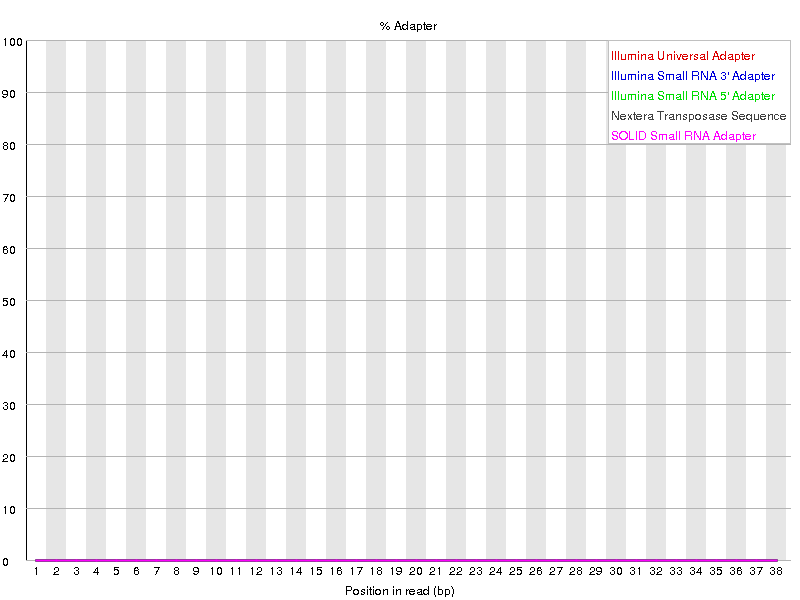 % Adapter
100
90
80
70
60
50
40
30
20
10
0
Illumina Universal Adapter
Illumina Small RNA 3' Adapter
Illumina Small RNA 5' Adapter
Nextera Transposase Sequence
SOLID Small RNA Adapter
1 2 3 4 5 6 7 8 9 10 11 12 13 14 15 16 17 18 19 20 21 22 23 24 25 26 27 28 29 30 31 32 33 34 35 36 37 38
Position in read (bp)